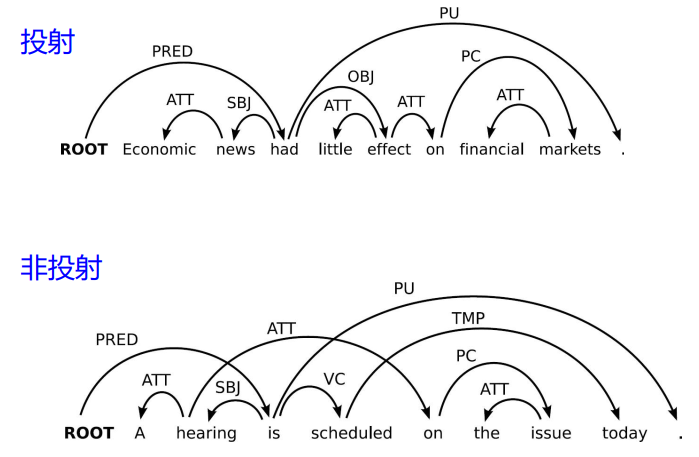 投射
PU
PRED
PC
OBJ
ATT
SBJ
ATT
ATT
ATT
ROOT Economic news had little effect on financial markets .
非投射
PU
TMP
ATT
PRED
PC
VC
ATT
SBJ
ATT
ROOT A hearing is scheduled on the issue today .